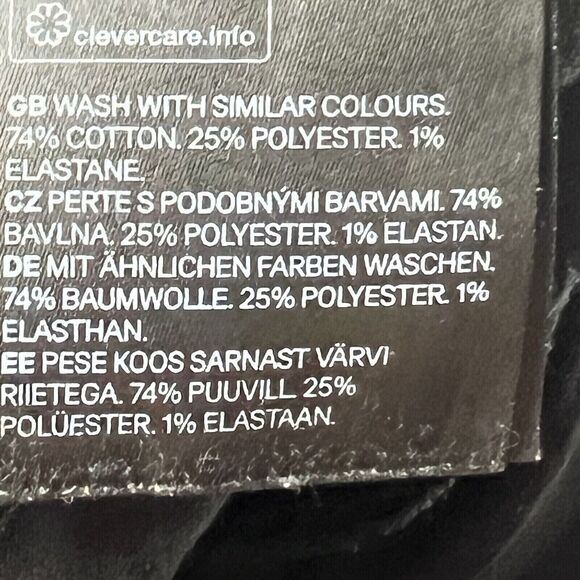 clevercare.info
GB WASH WITH SIMILAR COLOURS.
74% COTTON. 25% POLYESTER. 1%
ELASTANE.
CZ PERTE S PODOBNÝMI BARVAMI. 74%
BAVLNA. 25% POLYESTER. 1% ELASTAN.
DE MIT ÄHNLICHEN FARBEN WASCHEN.
74% BAUMWOLLE. 25% POLYESTER. 1%
ELASTHAN.
EE PESE KOOS SARNAST VÄRVI
RIIETEGA. 74% PUUVILL. 25%
POLÜESTER. 1% ELASTAAN.